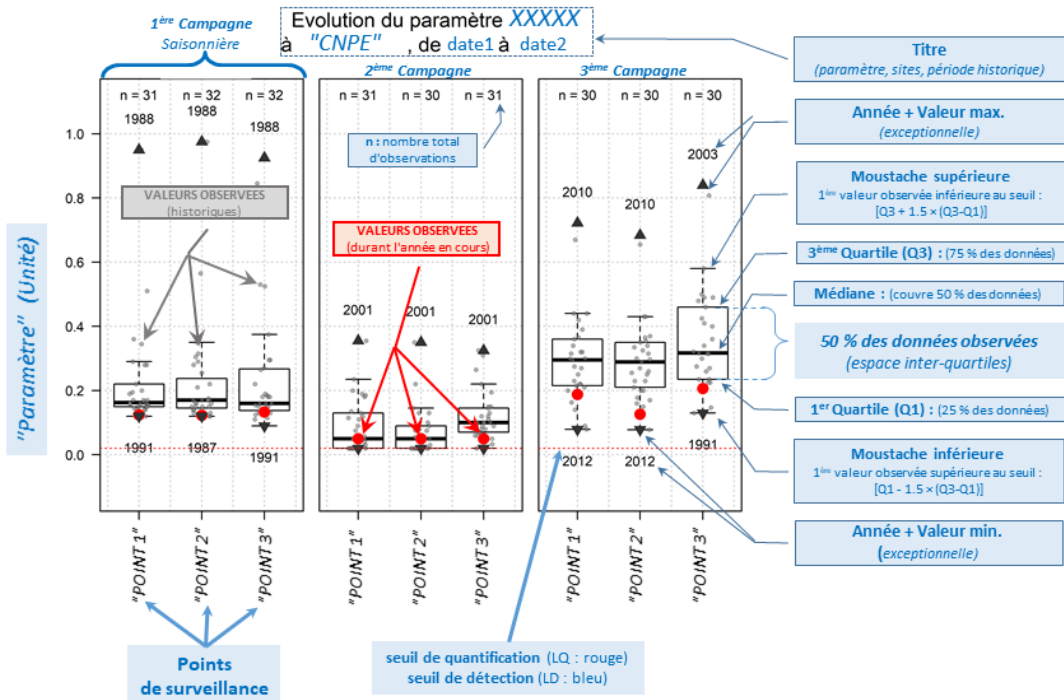 Evolution du paramètre XXXXX
à "CNPE" , de date1 à date2
1ère Campagne
Saisonnière
2ème Campagne
3ème Campagne
n = 31
n = 32
n = 32
n = 31
n = 30
n = 31
n = 30
n = 30
n = 30
1988
1988
1988
n : nombre total
d'observations
VALEURS OBSERVEES
(historiques)
VALEURS OBSERVEES
(durant l'année en cours)
2001
2001
2001
2010
2010
2003
1991
1987
1991
2012
2012
1991
"Paramètre" (Unité)
1.0
0.8
0.6
0.4
0.2
0.0
"POINT 1"
"POINT 2"
"POINT 3"
"POINT 1"
"POINT 2"
"POINT 3"
"POINT 1"
"POINT 2"
"POINT 3"
Points
de surveillance
seuil de quantification (LQ : rouge)
seuil de détection (LD : bleu)
Titre
(paramètre, sites, période historique)
Année + Valeur max.
(exceptionnelle)
Moustache supérieure
1ère valeur observée inférieure au seuil :
[Q3 + 1.5 × (Q3-Q1)]
3ème Quartile (Q3) : (75 % des données)
Médiane : (couvre 50 % des données)
50 % des données observées
(espace inter-quartiles)
1er Quartile (Q1) : (25 % des données)
Moustache inférieure
1ère valeur observée supérieure au seuil :
[Q1 - 1.5 × (Q3-Q1)]
Année + Valeur min.
(exceptionnelle)